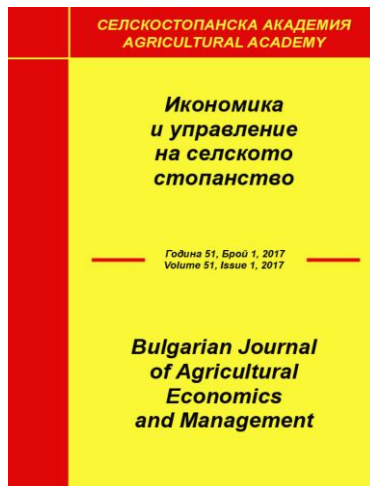 СЕЛСКОСТОПАНСКА АКАДЕМИЯ
AGRICULTURAL ACADEMY
Икономика
и управление
на селското
стопанство
Година 51, Брой 1, 2017
Volume 51, Issue 1, 2017
Bulgarian Journal
of Agricultural
Economics
and Management